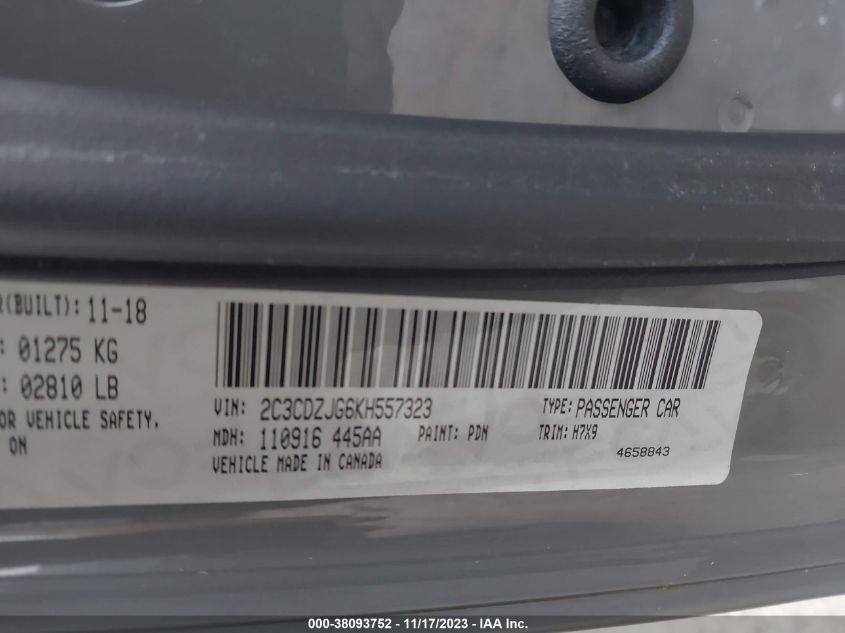 R(BUILT): 11-18
: 01275 KG
: 02810 LB
OR VEHICLE SAFETY,
ON
VIN: 2C3CDZJG6KH557323 TYPE: PASSENGER CAR
MDH: 110916 445AA PAINT: PDN TRIM: H7X9
VEHICLE MADE IN CANADA 4658843
000-38093752 - 11/17/2023 - IAA Inc.